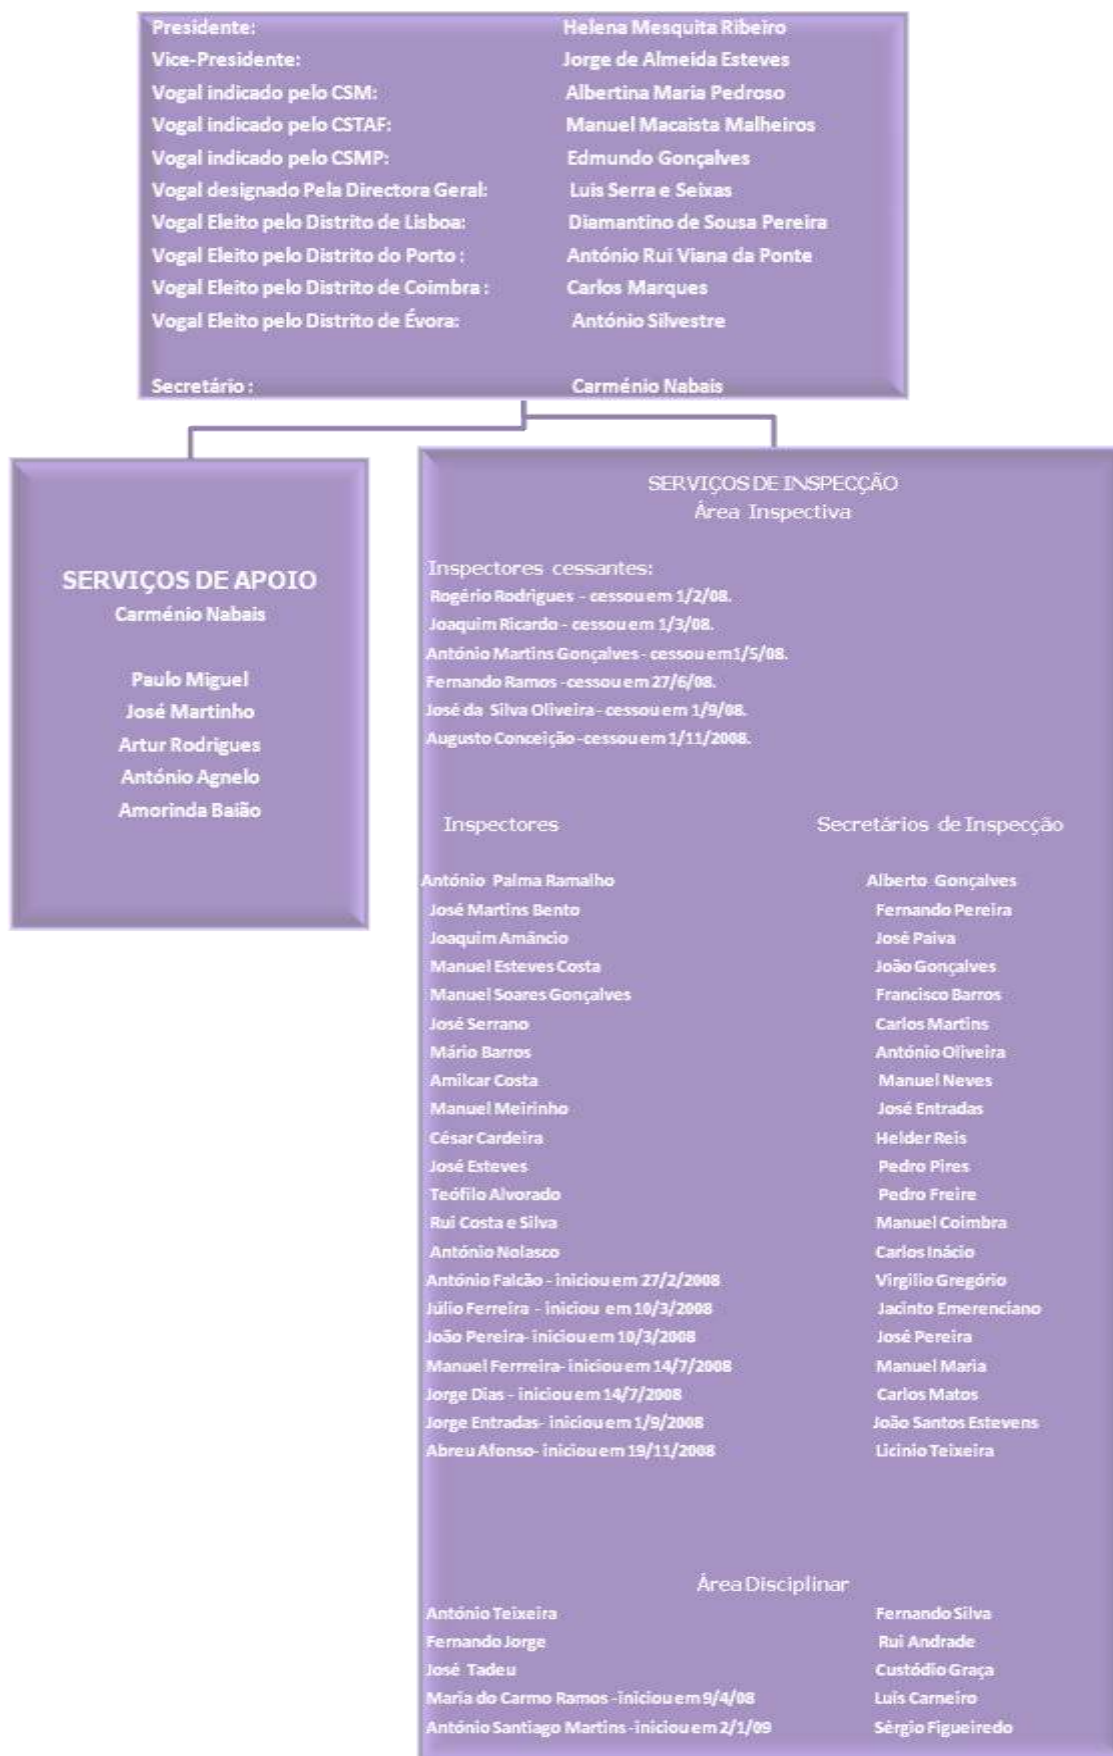 Presidente: Helena Mesquita Ribeiro
Vice-Presidente: Jorge de Almeida Esteves
Vogal indicado pelo CSM: Albertina Maria Pedroso
Vogal indicado pelo CSTAF: Manuel Macaista Malheiros
Vogal indicado pelo CSMP: Edmundo Gonçalves
Vogal designado Pela Directora Geral: Luis Serra e Seixas
Vogal Eleito pelo Distrito de Lisboa: Diamantino de Sousa Pereira
Vogal Eleito pelo Distrito do Porto : António Rui Viana da Ponte
Vogal Eleito pelo Distrito de Coimbra : Carlos Marques
Vogal Eleito pelo Distrito de Évora: António Silvestre
Secretário : Carménio Nabais
SERVIÇOS DE APOIO
Carménio Nabais
Paulo Miguel
José Martinho
Artur Rodrigues
António Agnelo
Amorinda Baião
SERVIÇOS DE INSPECÇÃO
Área Inspectiva
Inspectores cessantes:
Rogério Rodrigues - cessou em 1/2/08.
Joaquim Ricardo - cessou em 1/3/08.
António Martins Gonçalves - cessou em1/5/08.
Fernando Ramos -cessou em 27/6/08.
José da Silva Oliveira - cessou em 1/9/08.
Augusto Conceição -cessou em 1/11/2008.
Inspectores Secretários de Inspecção
António Palma Ramalho Alberto Gonçalves
José Martins Bento Fernando Pereira
Joaquim Amâncio José Paiva
Manuel Esteves Costa João Gonçalves
Manuel Soares Gonçalves Francisco Barros
José Serrano Carlos Martins
Mário Barros António Oliveira
Amilcar Costa Manuel Neves
Manuel Meirinho José Entradas
César Cardeira Helder Reis
José Esteves Pedro Pires
Teófilo Alvorado Pedro Freire
Rui Costa e Silva Manuel Coimbra
António Nolasco Carlos Inácio
António Falcão - iniciou em 27/2/2008 Virgilio Gregório
Júlio Ferreira - iniciou em 10/3/2008 Jacinto Emerenciano
João Pereira- iniciou em 10/3/2008 José Pereira
Manuel Ferrreira- iniciou em 14/7/2008 Manuel Maria
Jorge Dias - iniciou em 14/7/2008 Carlos Matos
Jorge Entradas- iniciou em 1/9/2008 João Santos Estevens
Abreu Afonso- iniciou em 19/11/2008 Licinio Teixeira
Área Disciplinar
António Teixeira Fernando Silva
Fernando Jorge Rui Andrade
José Tadeu Custódio Graça
Maria do Carmo Ramos -iniciou em 9/4/08 Luis Carneiro
António Santiago Martins -iniciou em 2/1/09 Sérgio Figueiredo